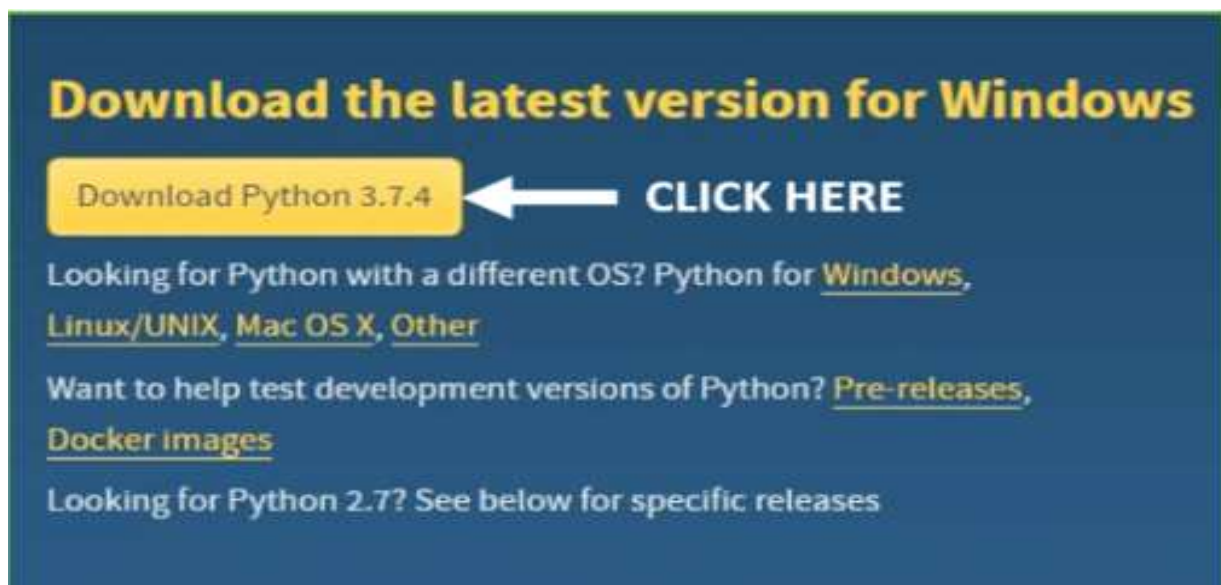 Download the latest version for Windows
Download Python 3.7.4 CLICK HERE
Looking for Python with a different OS? Python for Windows,
Linux/UNIX, Mac OS X, Other
Want to help test development versions of Python? Pre-releases,
Docker images
Looking for Python 2.7? See below for specific releases